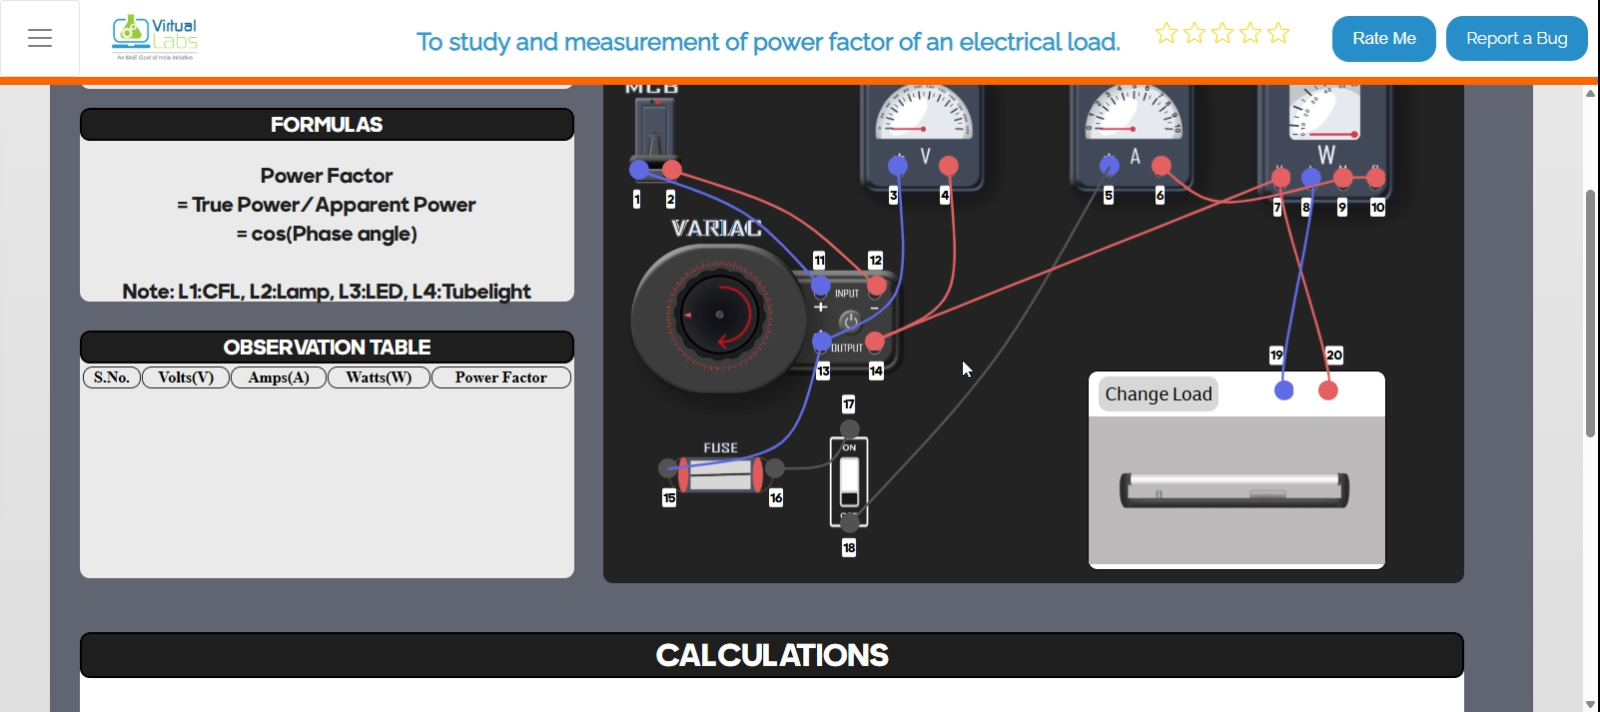 Virtual
Labs
An MoE Govt of India Initiative
To study and measurement of power factor of an electrical load.
Rate Me
Report a Bug
FORMULAS
Power Factor
= True Power/Apparent Power
= cos(Phase angle)
Note: L1:CFL, L2:Lamp, L3:LED, L4:Tubelight
OBSERVATION TABLE
S.No. Volts(V) Amps(A) Watts(W) Power Factor
MCB
V
A
W
1 2
3 4
5 6
7 8 9 10
VARIAC
11 12
INPUT
+ −
OUTPUT
13 14
17
ON
FUSE
15 16
18
19 20
Change Load
CALCULATIONS